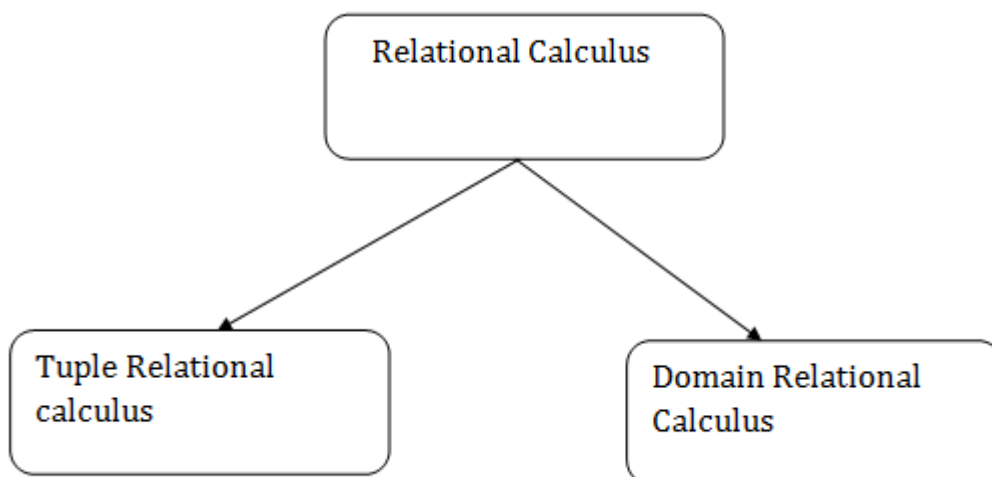 Relational Calculus
Tuple Relational
calculus
Domain Relational
Calculus